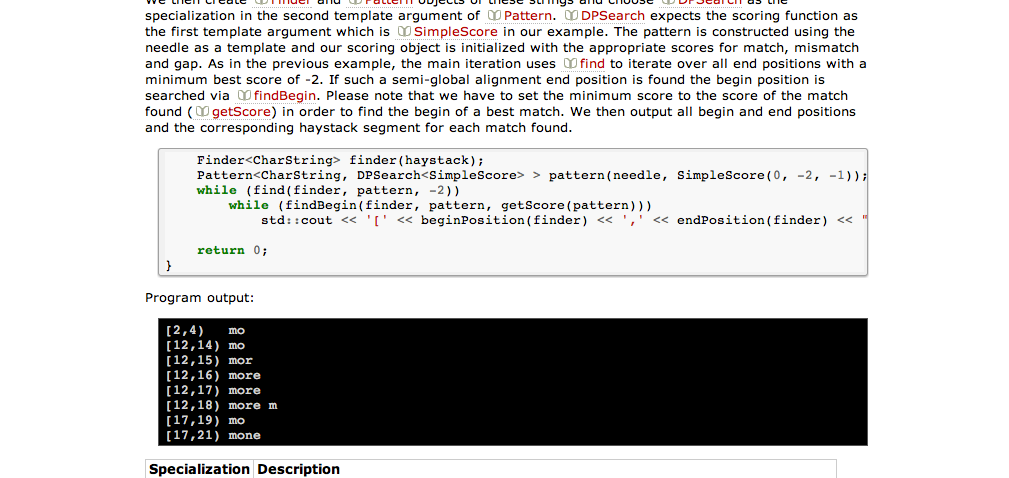 specialization in the second template argument of Pattern. DPSearch expects the scoring function as
the first template argument which is SimpleScore in our example. The pattern is constructed using the
needle as a template and our scoring object is initialized with the appropriate scores for match, mismatch
and gap. As in the previous example, the main iteration uses find to iterate over all end positions with a
minimum best score of -2. If such a semi-global alignment end position is found the begin position is
searched via findBegin. Please note that we have to set the minimum score to the score of the match
found ( getScore) in order to find the begin of a best match. We then output all begin and end positions
and the corresponding haystack segment for each match found.
Finder<CharString> finder(haystack);
Pattern<CharString, DPSearch<SimpleScore> > pattern(needle, SimpleScore(0, -2, -1));
while (find(finder, pattern, -2))
while (findBegin(finder, pattern, getScore(pattern)))
std::cout << '[' << beginPosition(finder) << ',' << endPosition(finder) << "
return 0;
}
Program output:
[2,4) mo
[12,14) mo
[12,15) mor
[12,16) more
[12,17) more
[12,18) more m
[17,19) mo
[17,21) mone
Specialization Description